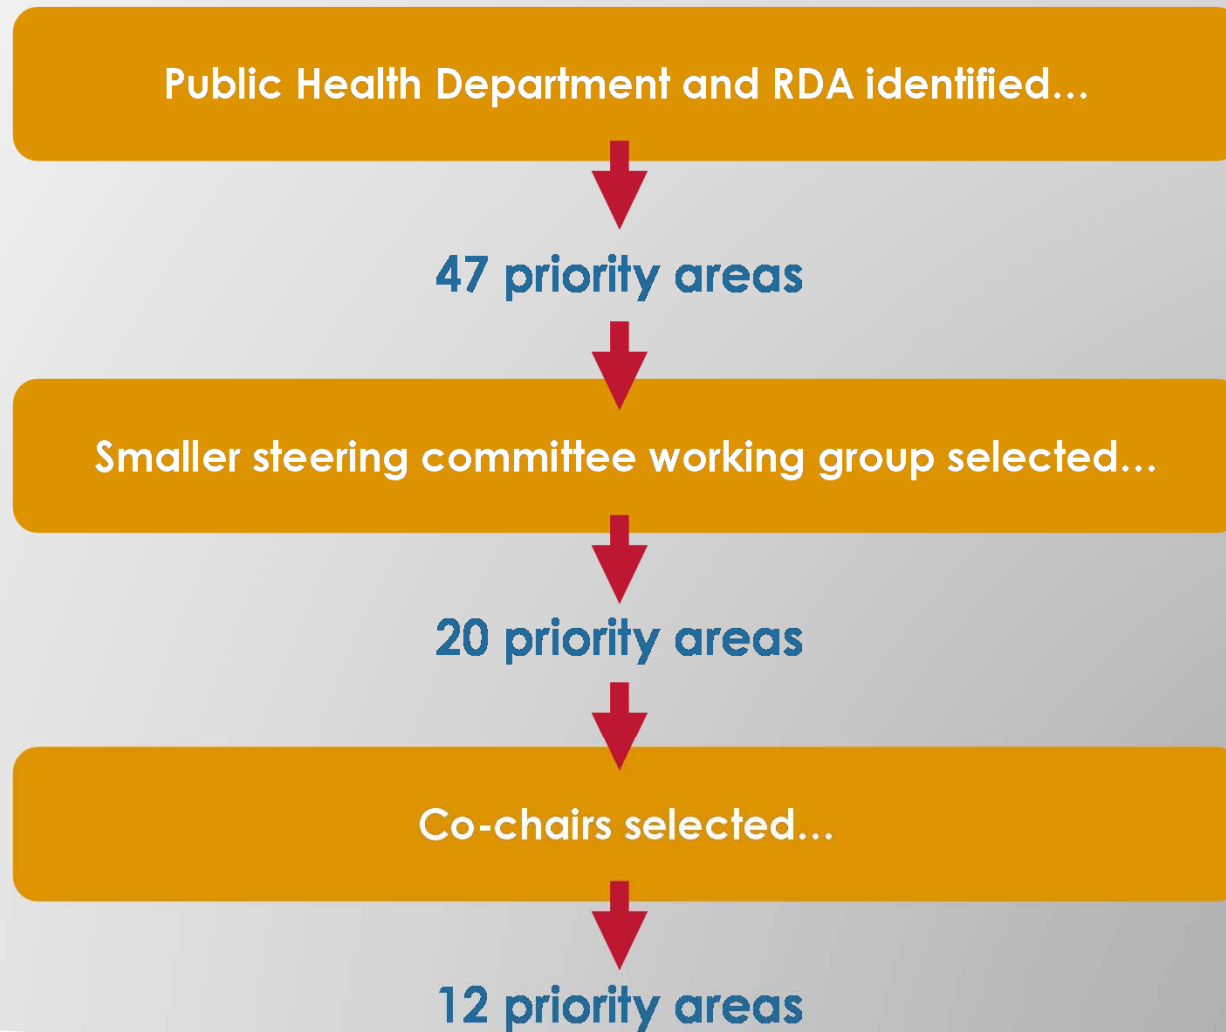 Public Health Department and RDA identified...
47 priority areas
Smaller steering committee working group selected...
20 priority areas
Co-chairs selected...
12 priority areas